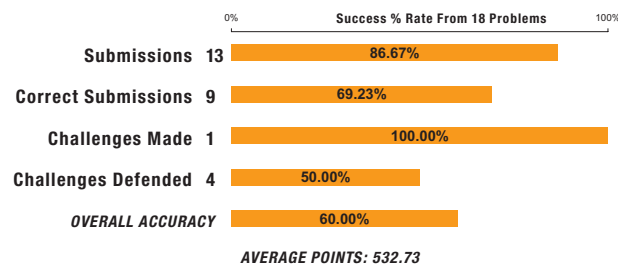 0% Success % Rate From 18 Problems 100%
Submissions 13 86.67%
Correct Submissions 9 69.23%
Challenges Made 1 100.00%
Challenges Defended 4 50.00%
OVERALL ACCURACY 60.00%
AVERAGE POINTS: 532.73